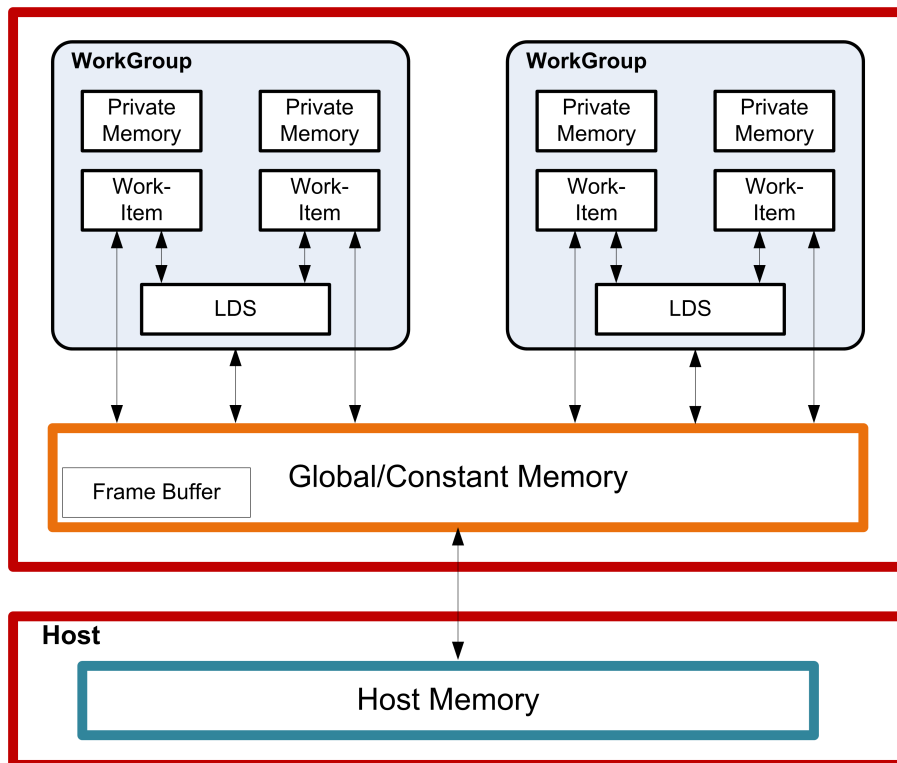 WorkGroup
Private
Memory
Private
Memory
Work-
Item
Work-
Item
LDS
WorkGroup
Private
Memory
Private
Memory
Work-
Item
Work-
Item
LDS
Global/Constant Memory
Frame Buffer
Host
Host Memory